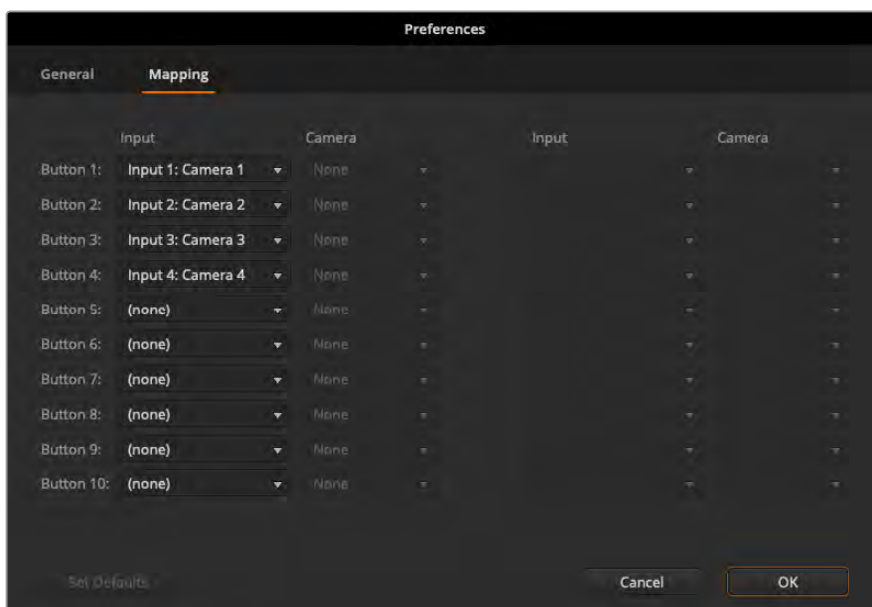 Preferences
General Mapping
Input Camera Input Camera
Button 1: Input 1: Camera 1 None
Button 2: Input 2: Camera 2 None
Button 3: Input 3: Camera 3 None
Button 4: Input 4: Camera 4 None
Button 5: (none) None
Button 6: (none) None
Button 7: (none) None
Button 8: (none) None
Button 9: (none) None
Button 10: (none) None
Set Defaults Cancel OK